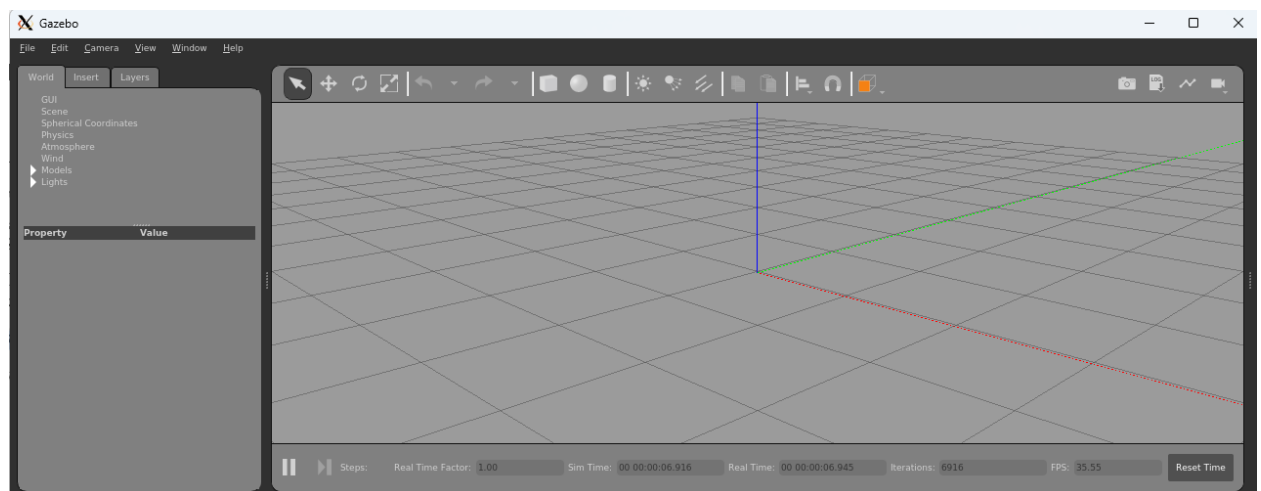 Gazebo
File Edit Camera View Window Help
World Insert Layers
GUI
Scene
Spherical Coordinates
Physics
Atmosphere
Wind
Models
Lights
Property Value
LOG
Steps: Real Time Factor: 1.00 Sim Time: 00 00:00:06.916 Real Time: 00 00:00:06.945 Iterations: 6916 FPS: 35.55 Reset Time